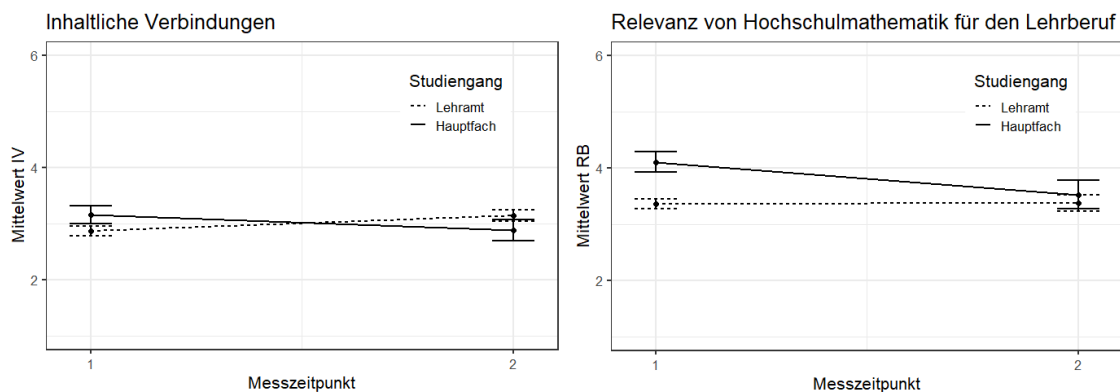 Inhaltliche Verbindungen
6
4
2
Mittelwert IV
Studiengang
Lehramt
Hauptfach
1
2
Messzeitpunkt
Relevanz von Hochschulmathematik für den Lehrberuf
6
4
2
Mittelwert RB
Studiengang
Lehramt
Hauptfach
1
2
Messzeitpunkt